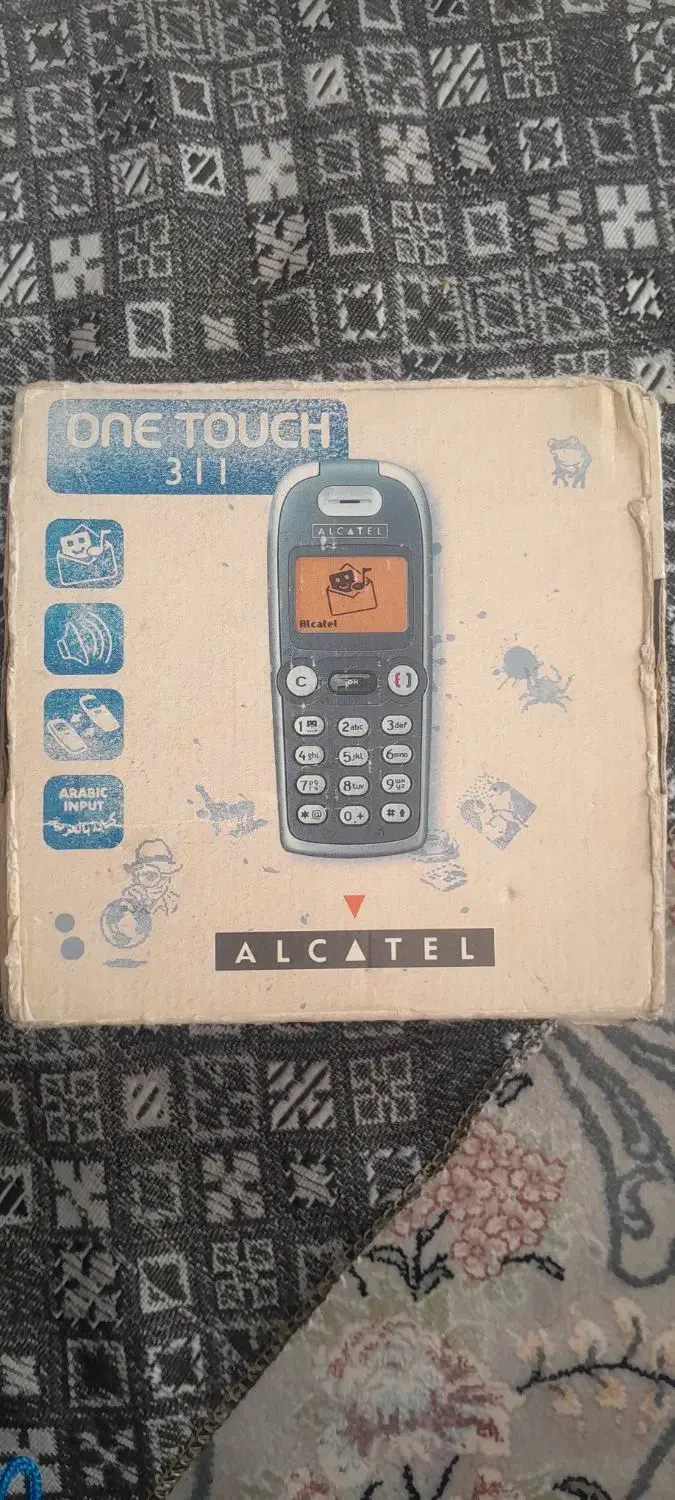 ONE TOUCH
311
ALCATEL
Alcatel
C
OK
1
2abc
3def
4ghi
5jkl
6mno
7pqrs
8tuv
9wxyz
*@
0.+
#
ARABIC
INPUT
ALCATEL